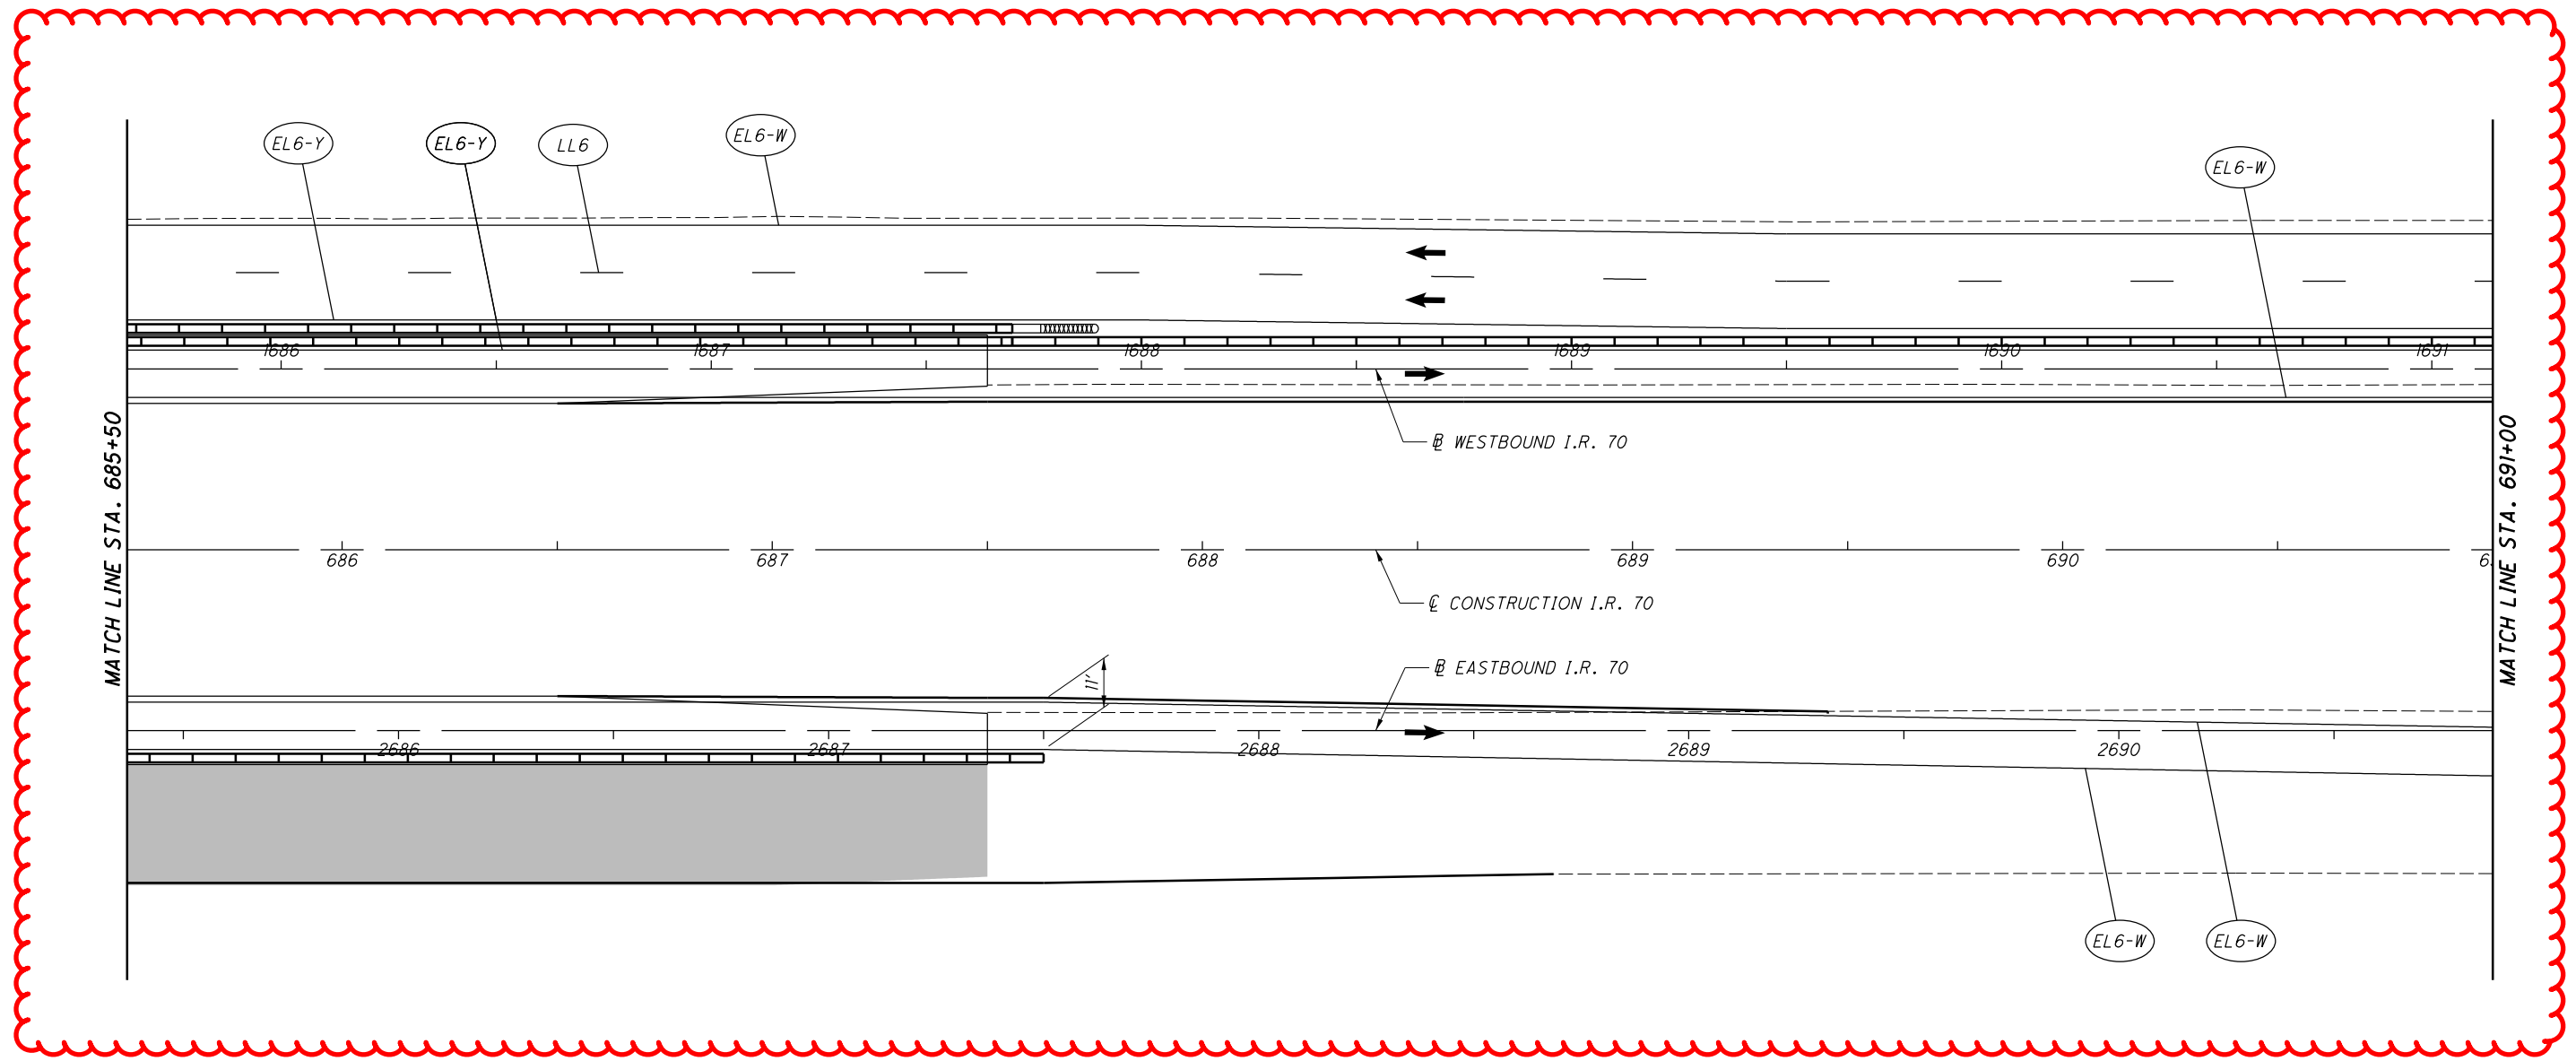 EL6-Y
EL6-Y
LL6
EL6-W
EL6-W
1686
1687
1688
1689
1690
1691
℄ WESTBOUND I.R. 70
MATCH LINE STA. 685+50
MATCH LINE STA. 691+00
686
687
688
689
690
℄ CONSTRUCTION I.R. 70
11'
℄ EASTBOUND I.R. 70
2686
2687
2688
2689
2690
EL6-W
EL6-W